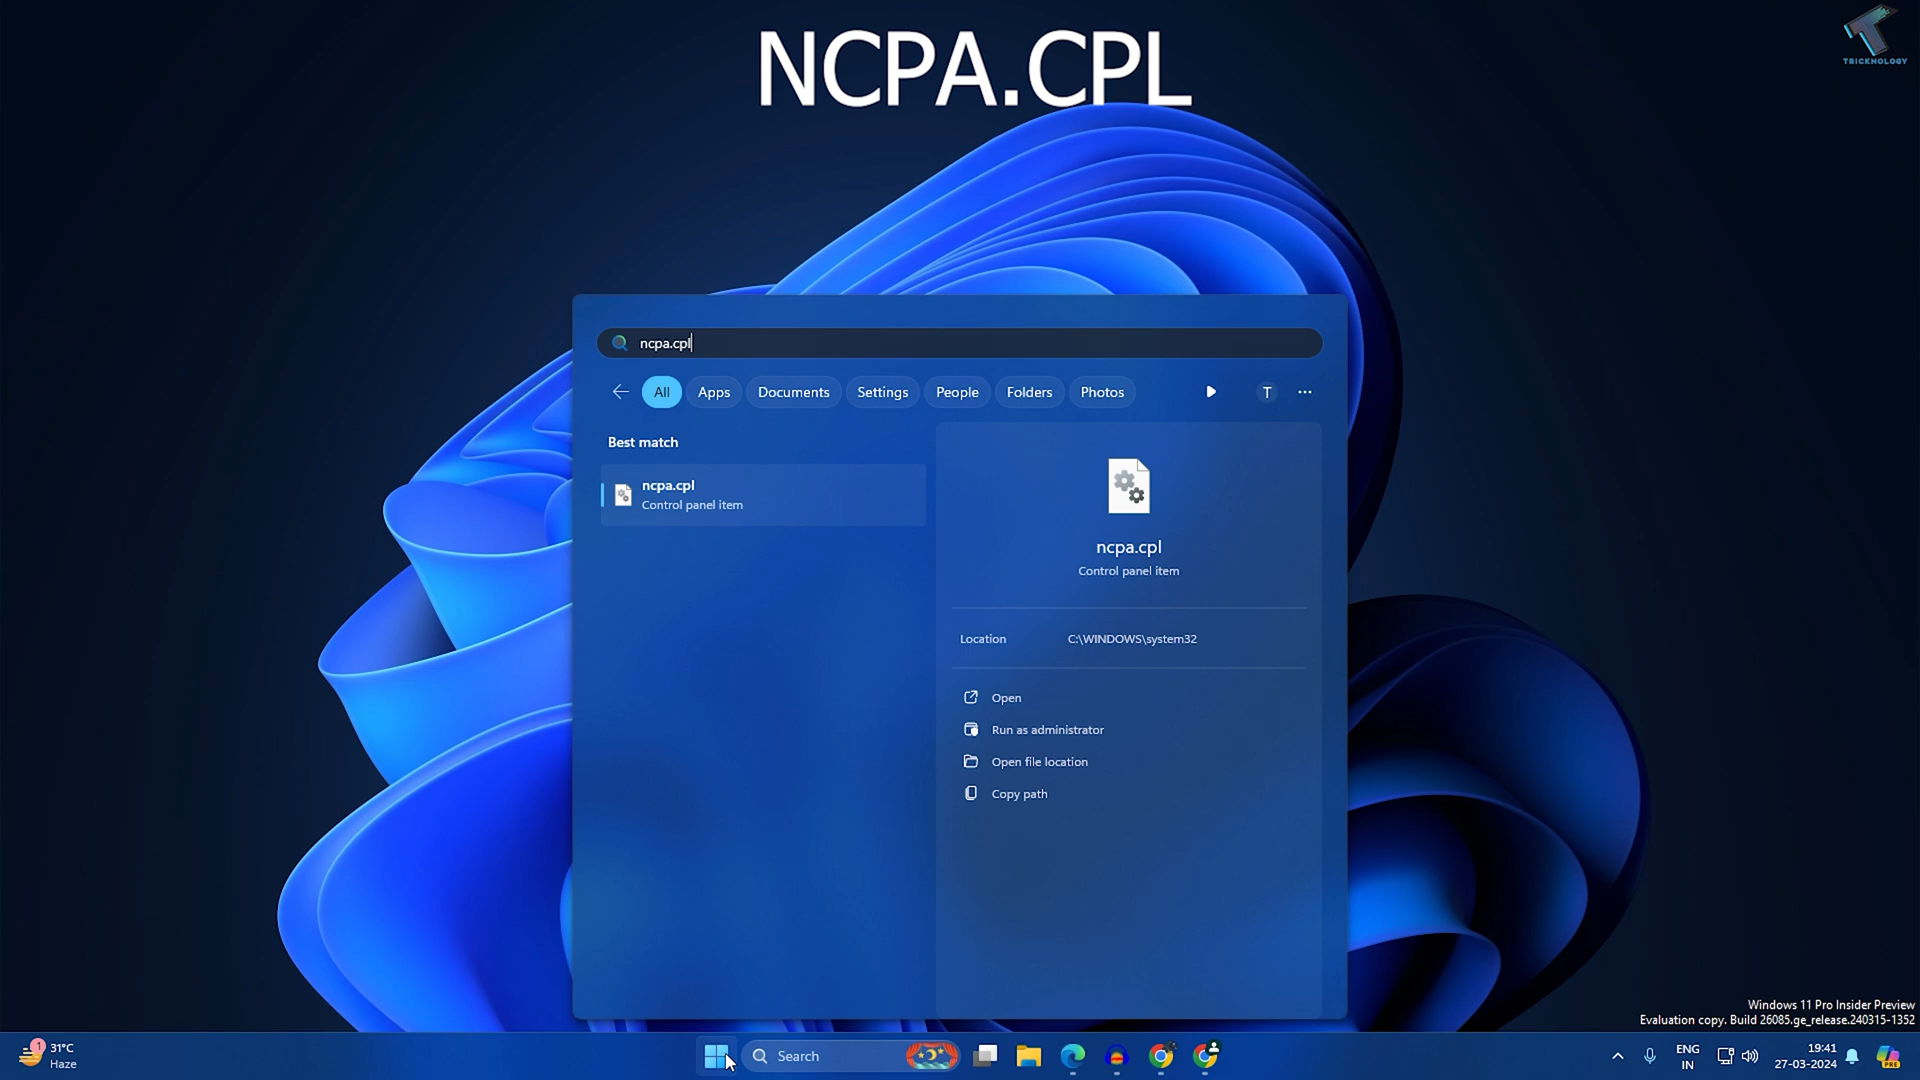 NCPA.CPL
TRICKNOLOGY
ncpa.cpl
All Apps Documents Settings People Folders Photos T
Best match
ncpa.cpl
Control panel item
ncpa.cpl
Control panel item
Location C:\WINDOWS\system32
Open
Run as administrator
Open file location
Copy path
Windows 11 Pro Insider Preview
Evaluation copy. Build 26085.ge_release.240315-1352
1
31°C
Haze
Search
ENG
IN
19:41
27-03-2024
PRE